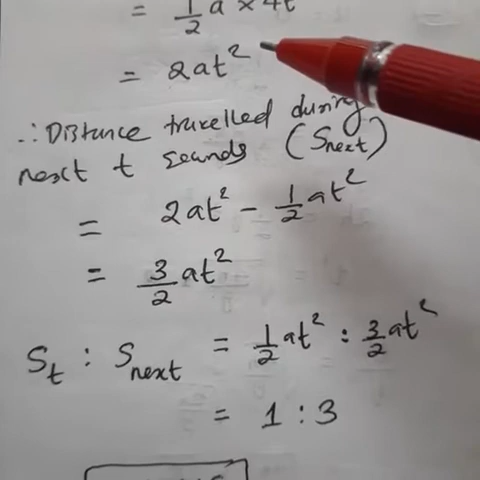 = 1/2 a × 4t
= 2at²
∴ Distance travelled during
next t seconds (Snext)
= 2at² - 1/2 at²
= 3/2 at²
St : Snext = 1/2 at² : 3/2 at²
= 1 : 3